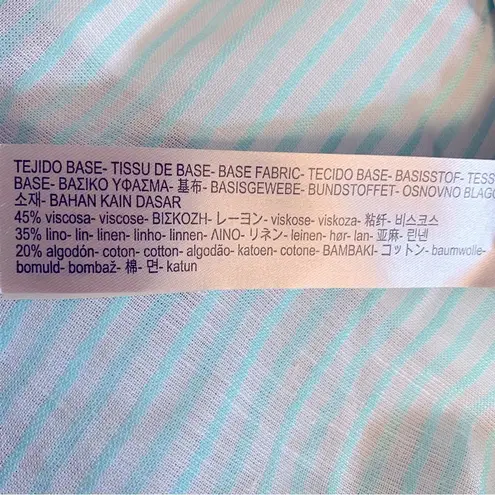 TEJIDO BASE- TISSU DE BASE- BASE FABRIC- TECIDO BASE- BASISSTOF- TESS
BASE- ΒΑΣΙΚΟ ΥΦΑΣΜΑ- 基布- BASISGEWEBE- BUNDSTOFFET- OSNOVNO BLAGO
소재- BAHAN KAIN DASAR
45% viscosa- viscose- ΒΙΣΚΟΖΗ- レーヨン- viskose- viskoza- 粘纤- 비스코스
35% lino- lin- linen- linho- linnen- ΛΙΝΟ- リネン- leinen- hør- lan- 亚麻- 린넨
20% algodón- coton- cotton- algodão- katoen- cotone- ΒΑΜΒΑΚΙ- コットン- baumwolle-
bomuld- bombaž- 棉- 면- katun